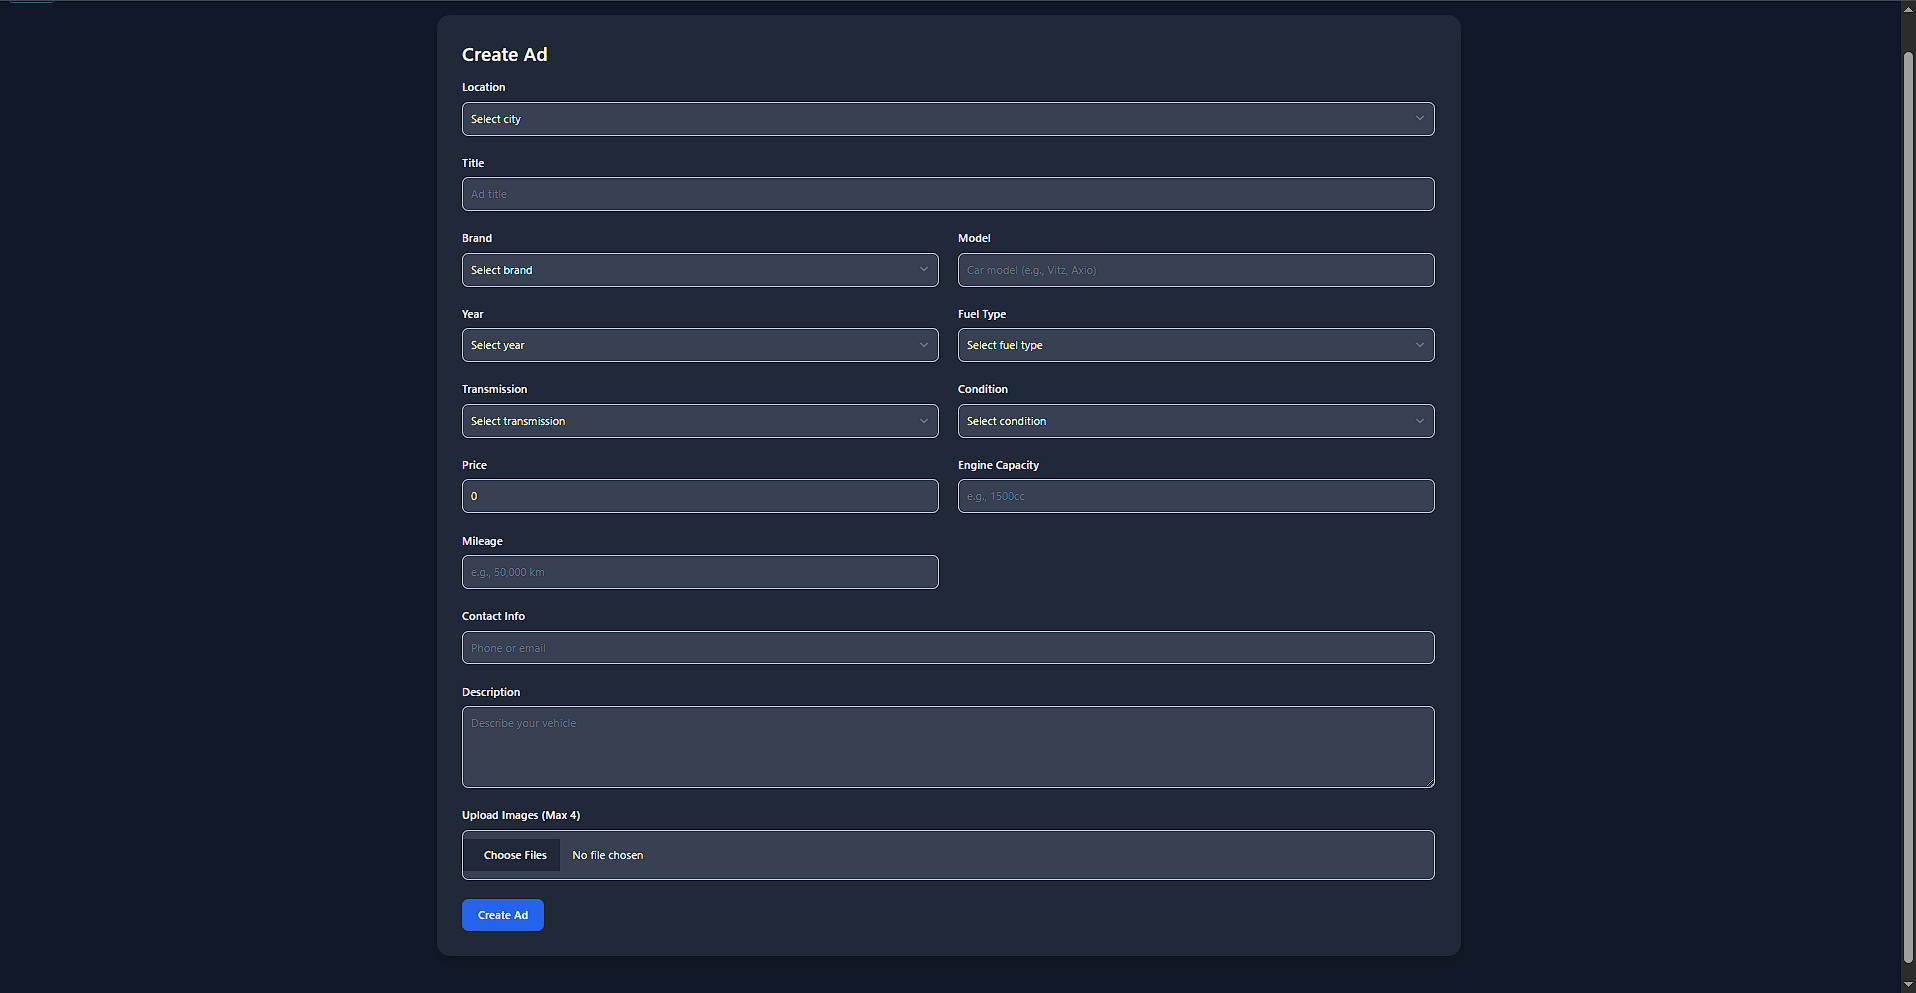 Create Ad
Location
Select city
Title
Ad title
Brand
Model
Select brand
Car model (e.g., Vitz, Axio)
Year
Fuel Type
Select year
Select fuel type
Transmission
Condition
Select transmission
Select condition
Price
Engine Capacity
0
e.g., 1500cc
Mileage
e.g., 50,000 km
Contact Info
Phone or email
Description
Describe your vehicle
Upload Images (Max 4)
Choose Files No file chosen
Create Ad